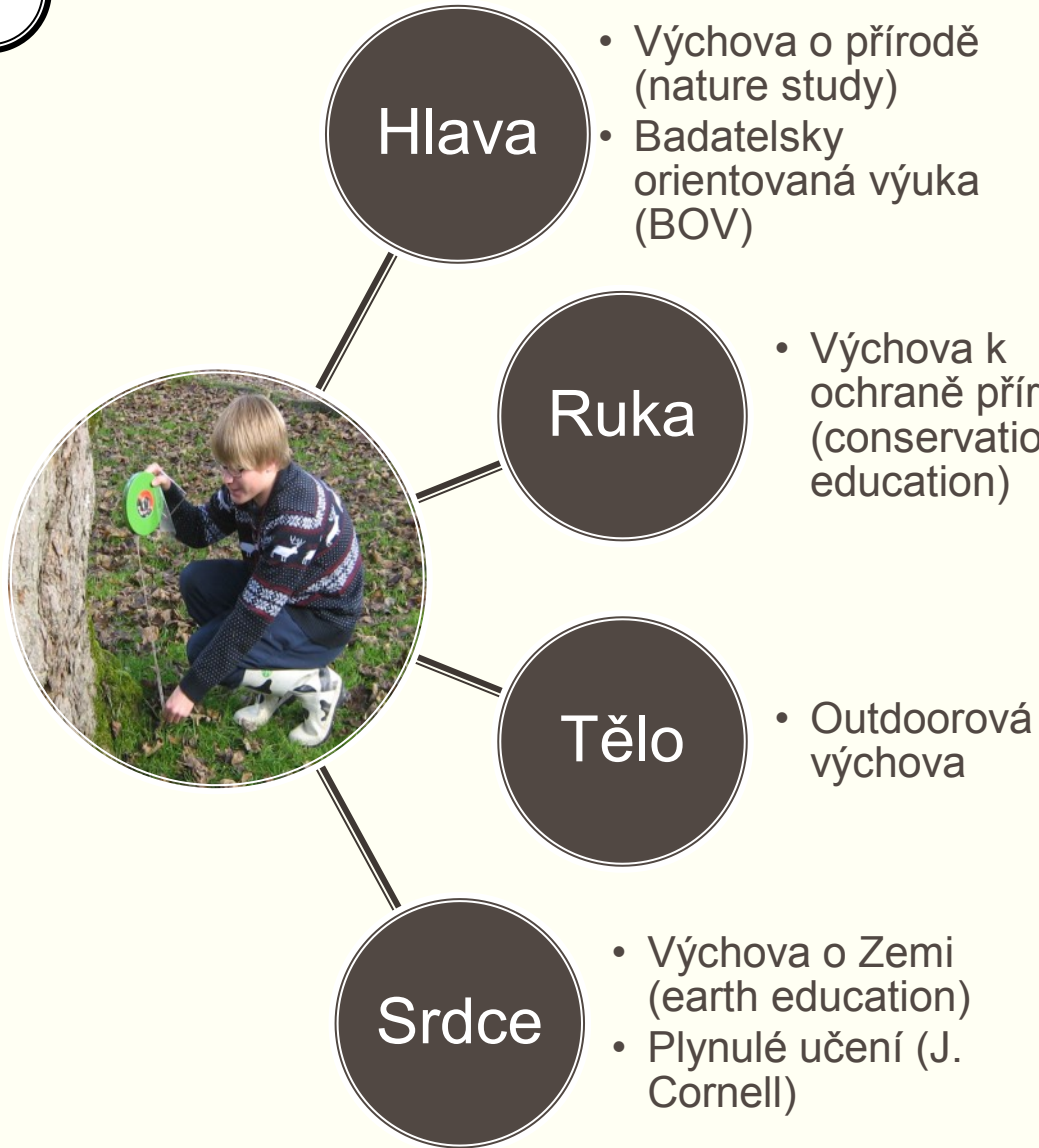 Hlava
• Výchova o přírodě
(nature study)
• Badatelsky
orientovaná výuka
(BOV)
Ruka
• Výchova k
ochraně
education)
Tělo
• Outdoorová
výchova
Srdce
• Výchova o Zemi
(earth education)
• Plynulé učení (J.
Cornell)